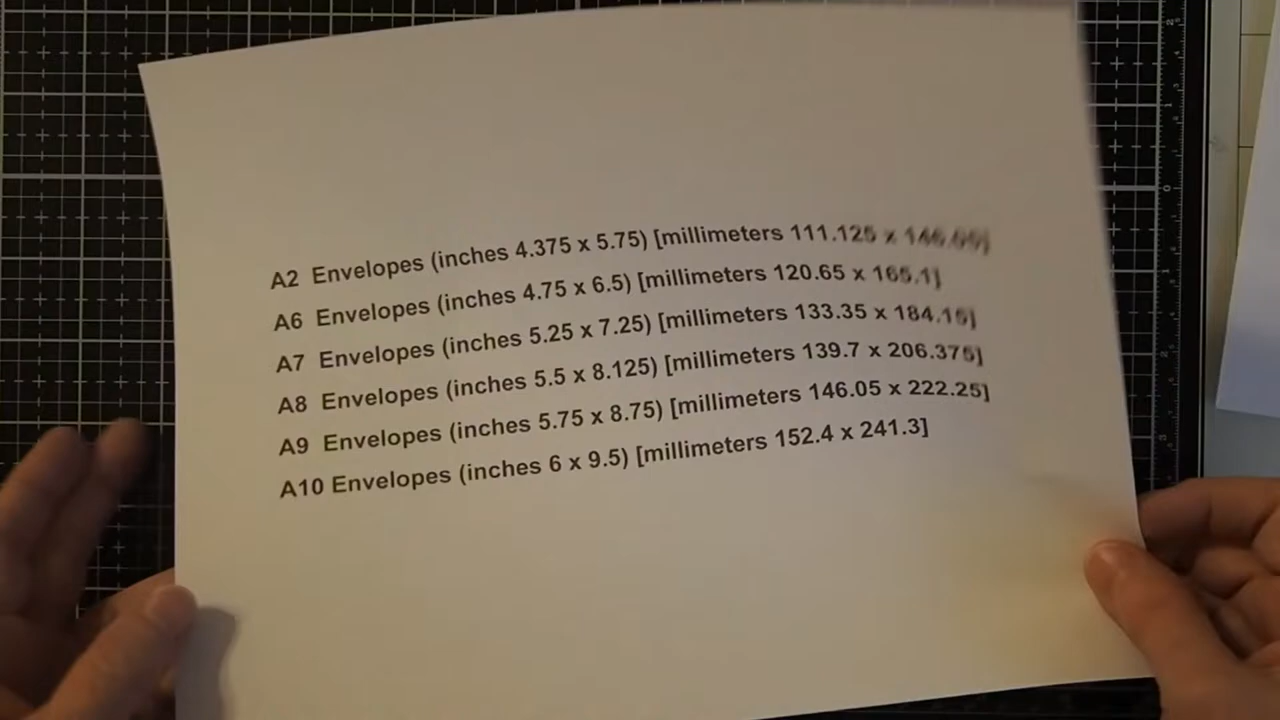 A2 Envelopes (inches 4.375 x 5.75) [millimeters 111.125 x 146.05]
A6 Envelopes (inches 4.75 x 6.5) [millimeters 120.65 x 165.1]
A7 Envelopes (inches 5.25 x 7.25) [millimeters 133.35 x 184.15]
A8 Envelopes (inches 5.5 x 8.125) [millimeters 139.7 x 206.375]
A9 Envelopes (inches 5.75 x 8.75) [millimeters 146.05 x 222.25]
A10 Envelopes (inches 6 x 9.5) [millimeters 152.4 x 241.3]